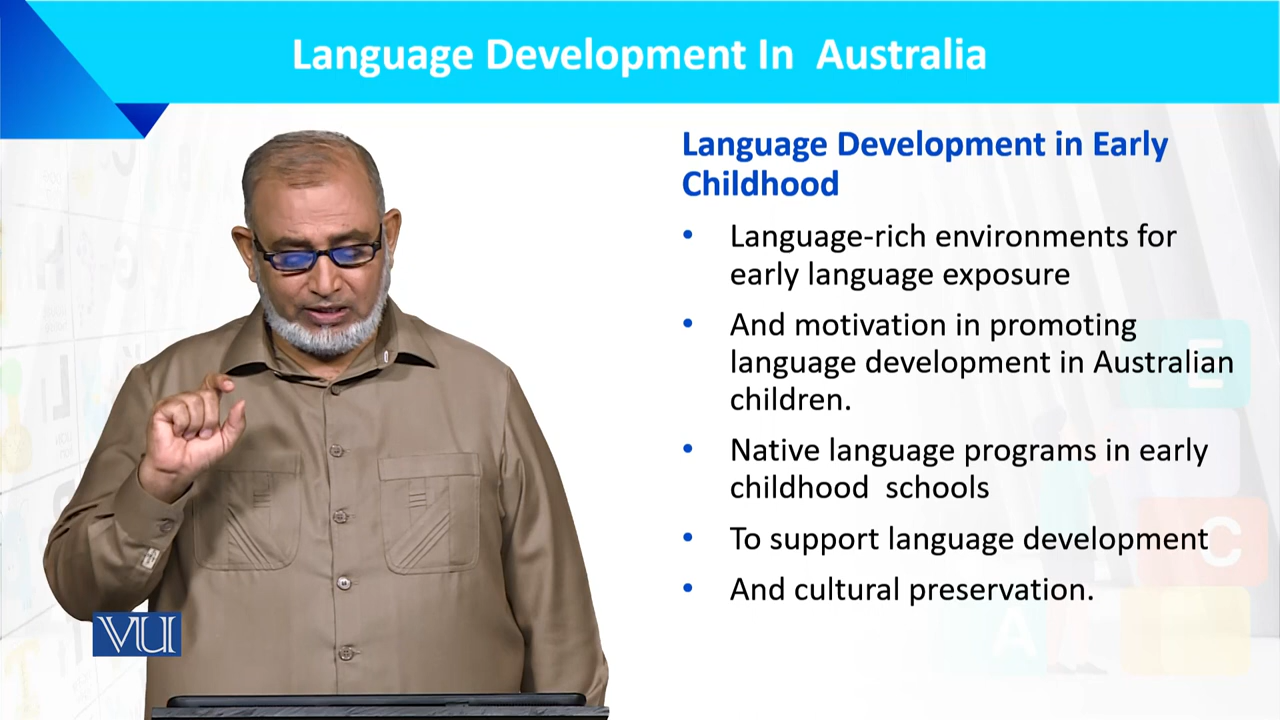 Language Development In Australia
Language Development in Early
Childhood
• Language-rich environments for
early language exposure
• And motivation in promoting
language development in Australian
children.
• Native language programs in early
childhood schools
• To support language development
• And cultural preservation.
VU
E
C
A